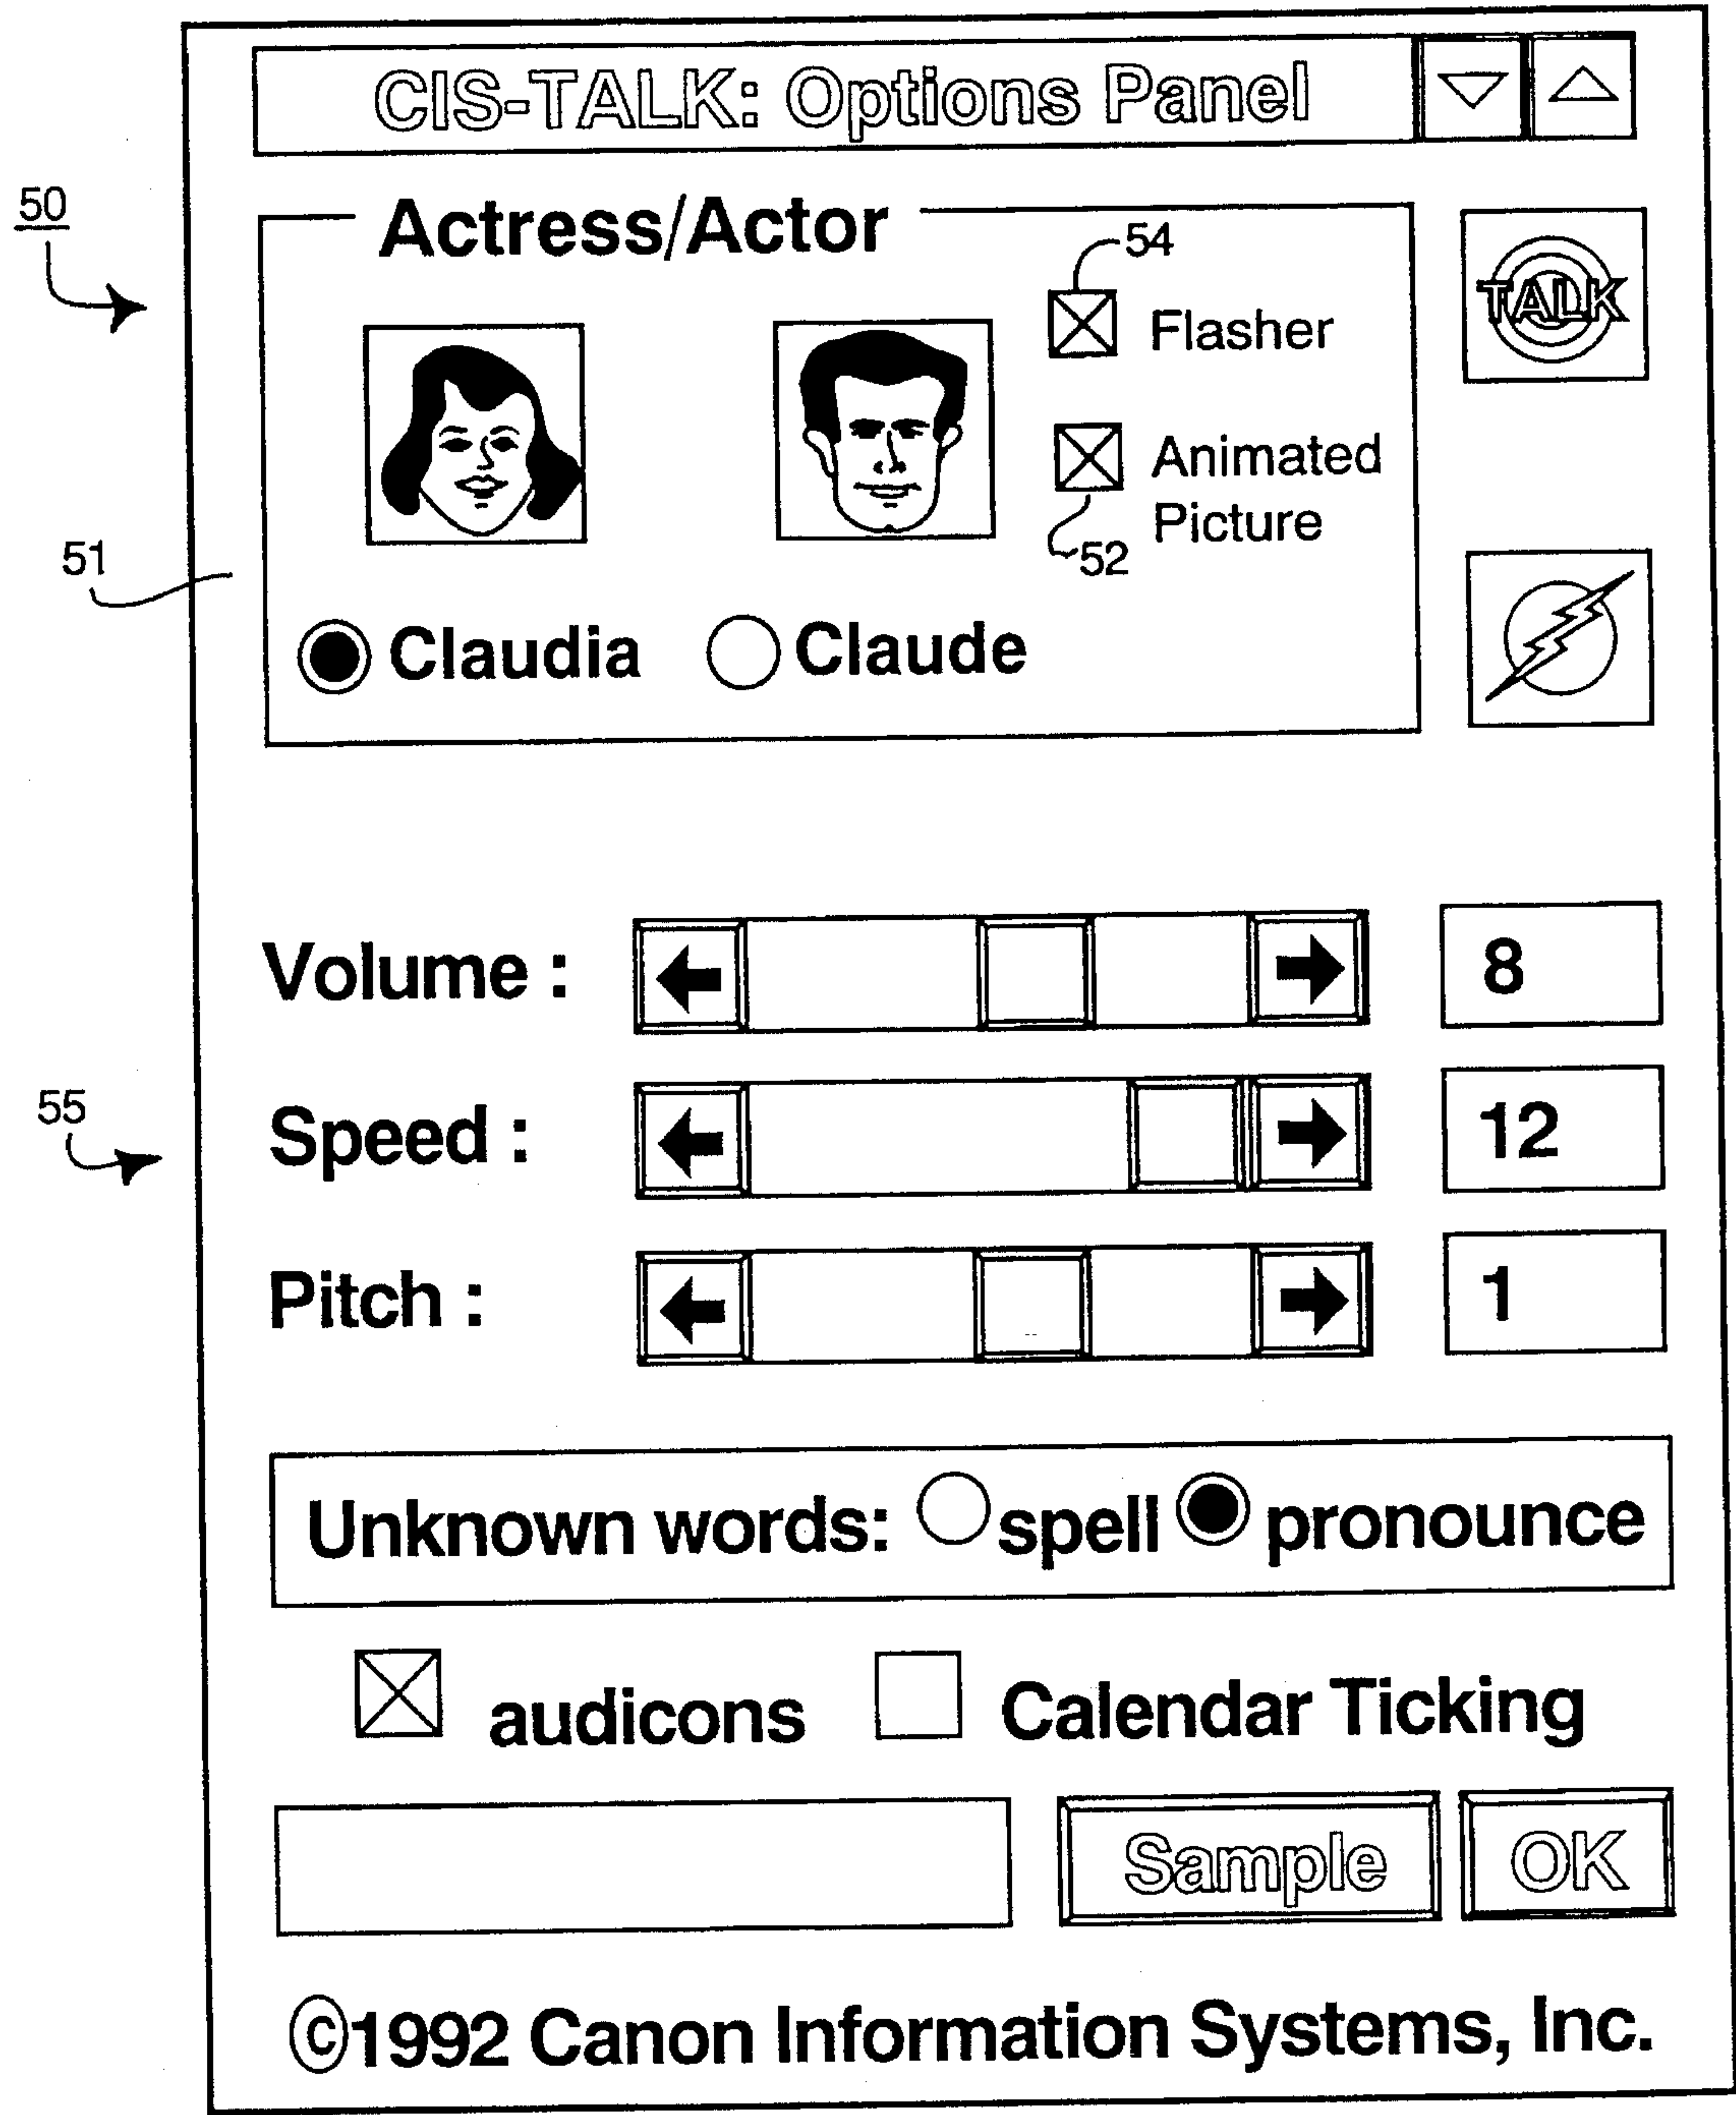 CIS-TALK: Options Panel
50
Actress/Actor
54
Flasher
TALK
Animated
Picture
52
51
Claudia Claude
Volume : 8
55
Speed : 12
Pitch : 1
Unknown words: spell pronounce
audicons Calendar Ticking
Sample OK
©1992 Canon Information Systems, Inc.